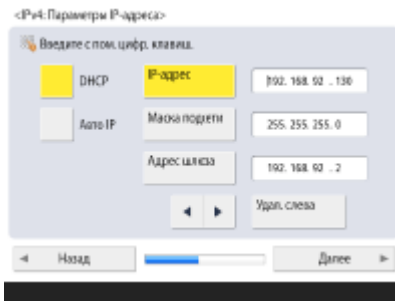 <IPv4: Параметры IP-адреса>
Введите с пом. цифр. клавиш.
DHCP
IP-адрес
192. 168. 92 . 130
Авто IP
Маска подсети
255. 255. 255. 0
Адрес шлюза
192. 168. 92 . 2
Удал. слева
Назад
Далее